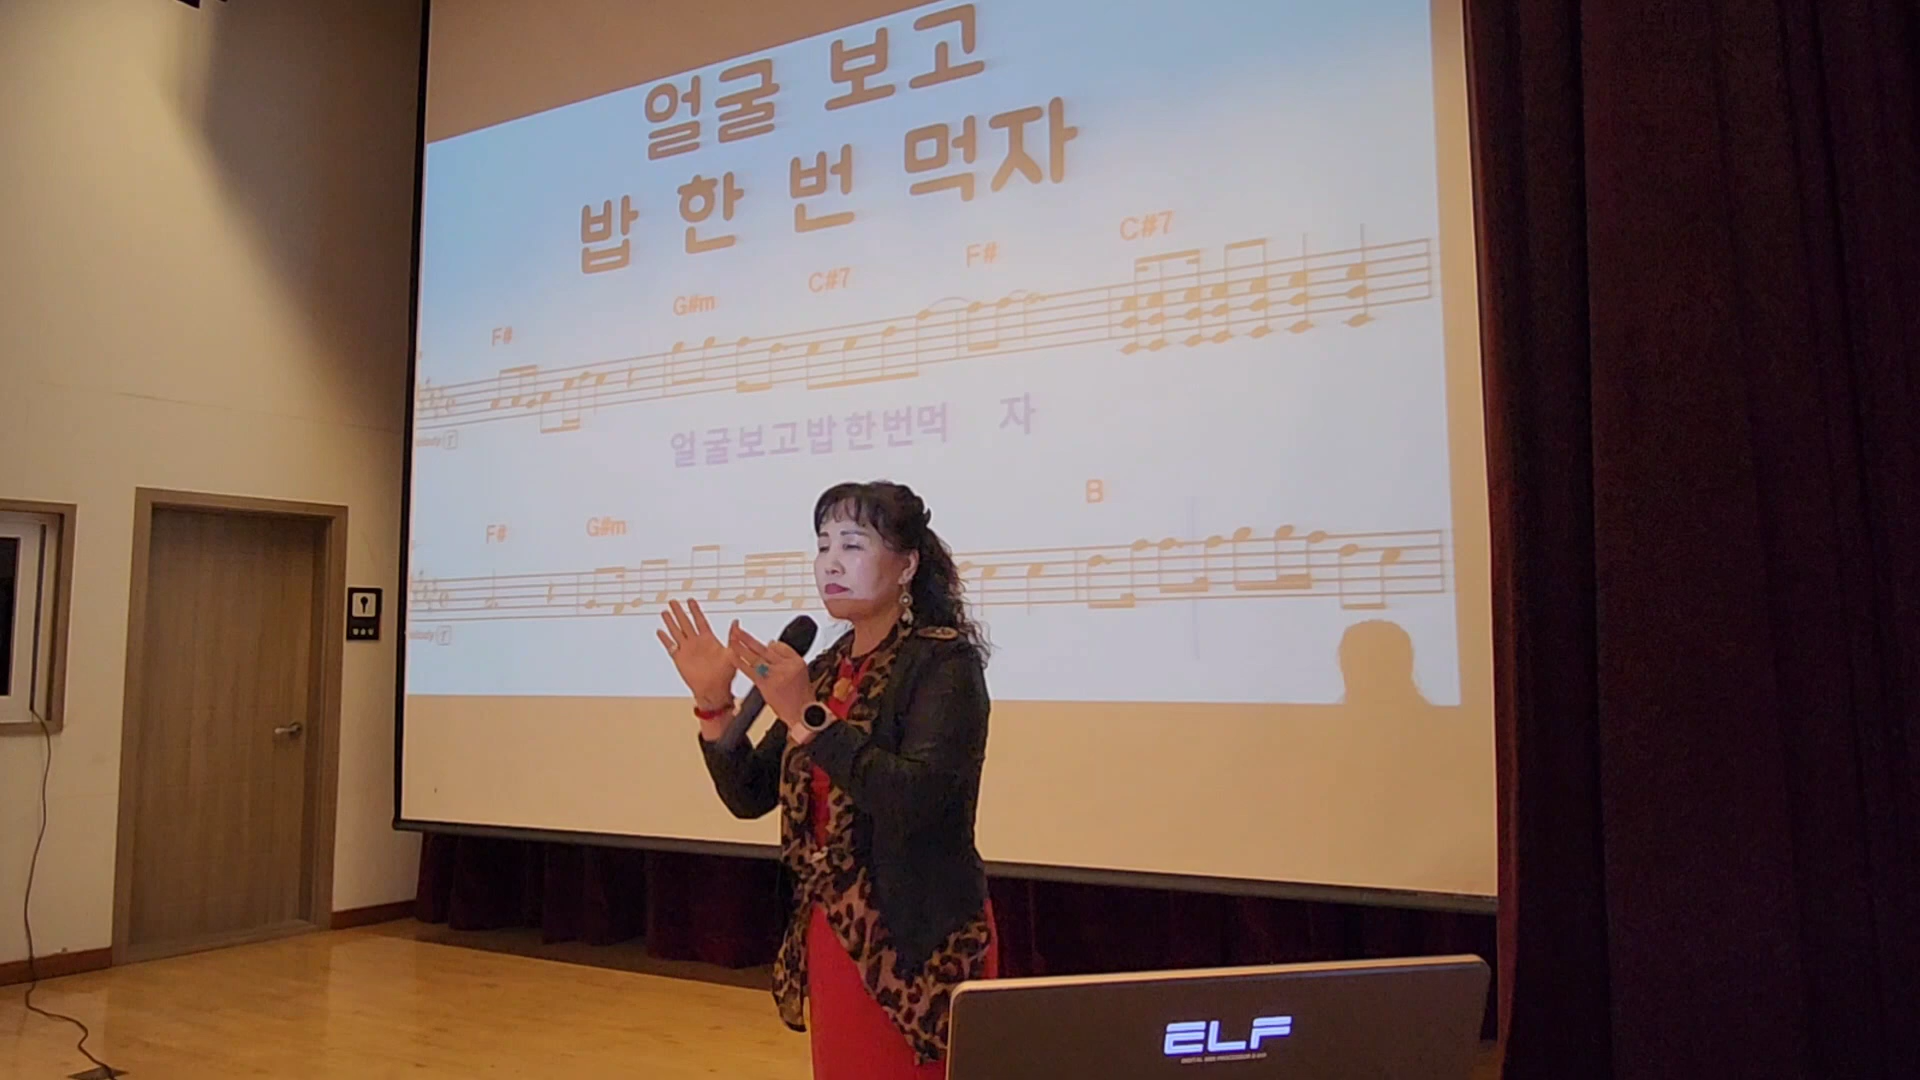 얼굴 보고
밥 한 번 먹자
F# G#m C#7 F# C#7
얼굴보고밥한번먹 자
F# G#m B
ELF